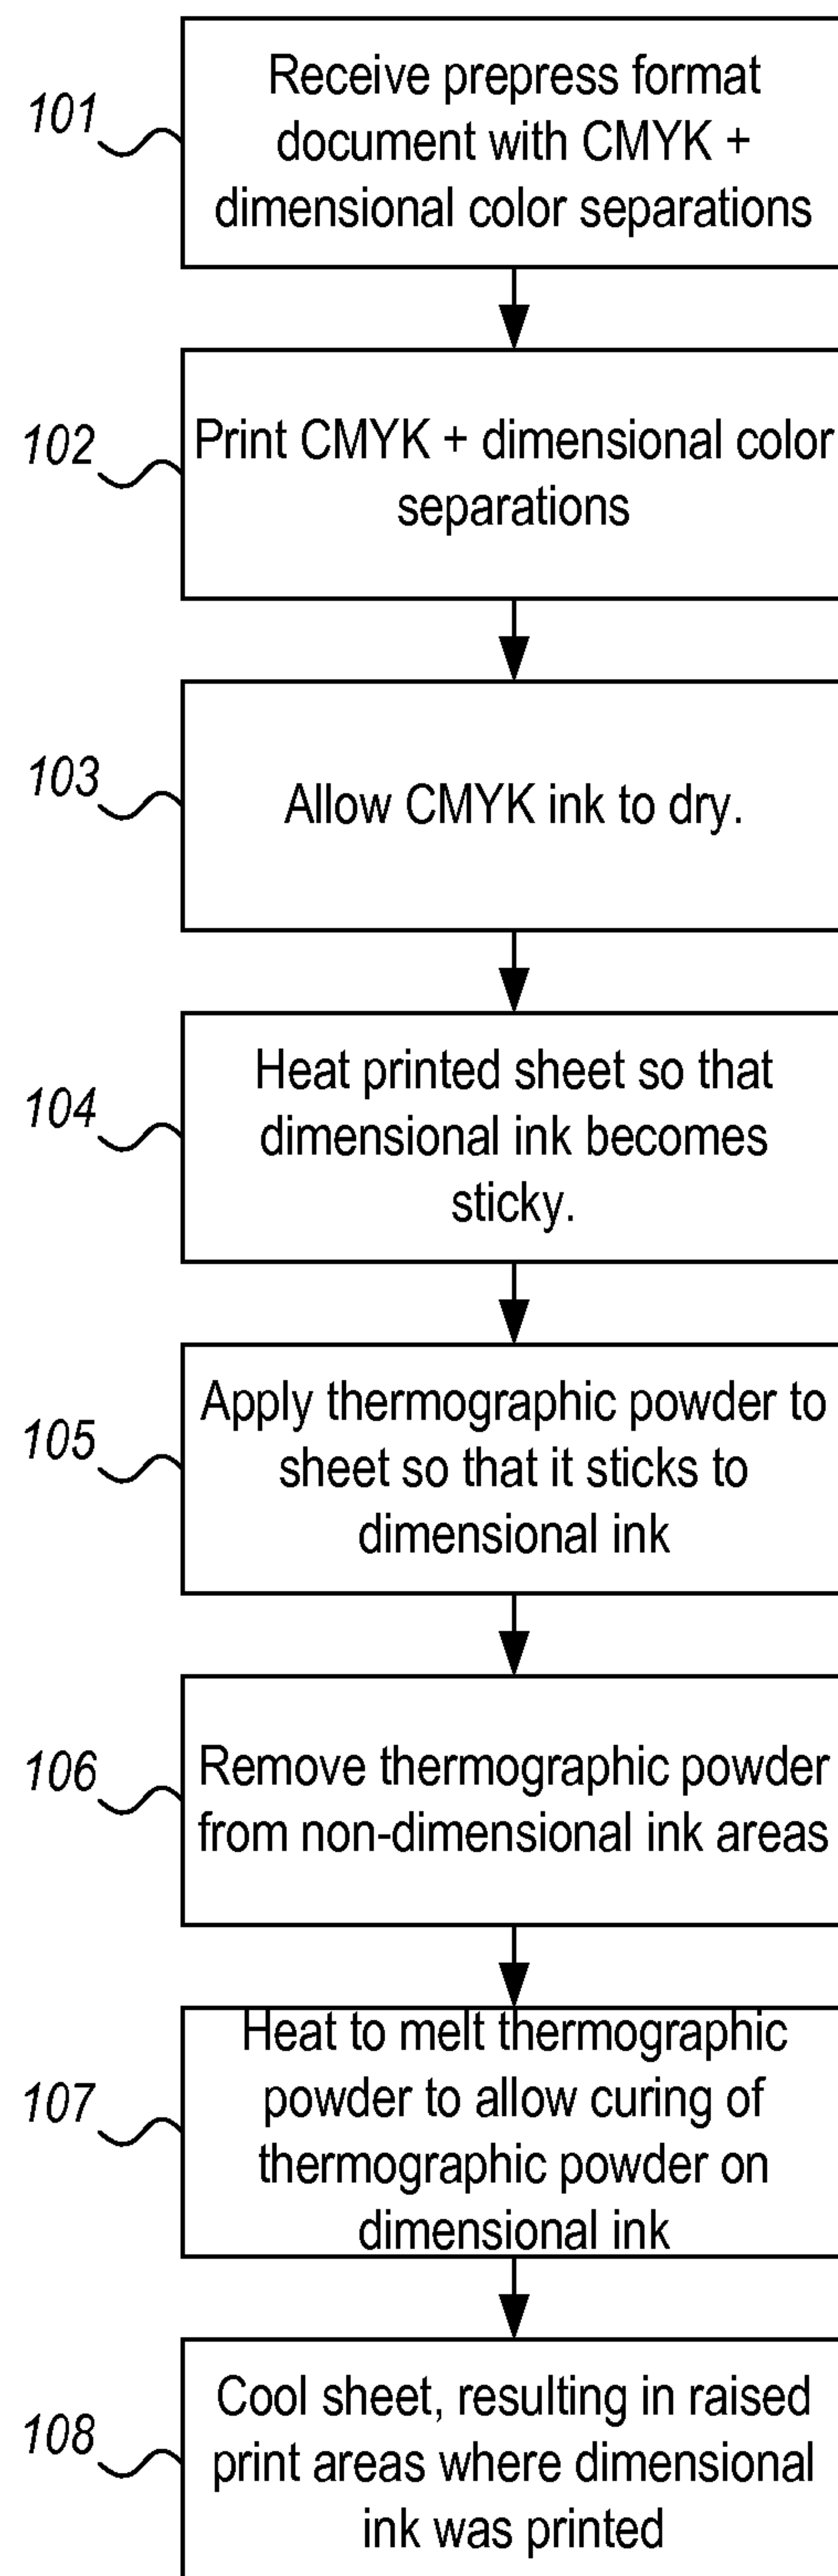 101
Receive prepress format
document with CMYK +
dimensional color separations
102
Print CMYK + dimensional color
separations
103
Allow CMYK ink to dry.
104
Heat printed sheet so that
dimensional ink becomes
sticky.
105
Apply thermographic powder to
sheet so that it sticks to
dimensional ink
106
Remove thermographic powder
from non-dimensional ink areas
107
Heat to melt thermographic
powder to allow curing of
thermographic powder on
dimensional ink
108
Cool sheet, resulting in raised
print areas where dimensional
ink was printed